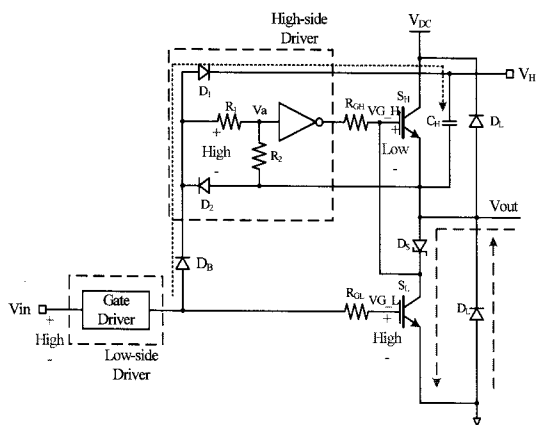 High-side
Driver
V_DC
V_H
D_1
S_H
R_1
Va
R_GH
VG_H
C_H
D_L
+
High
-
R_2
+
Low
-
D_2
Vout
D_S
D_B
S_L
R_GL
VG_L
D_L
Vin
+
High
-
Gate
Driver
+
High
-
Low-side
Driver